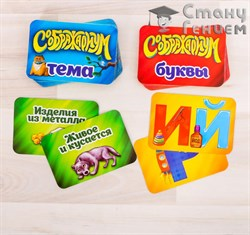 Стану
Гением
Соображариум
тема
Соображариум
буквы
Изделия
из металла
Живое
и кусается
И Й
Р